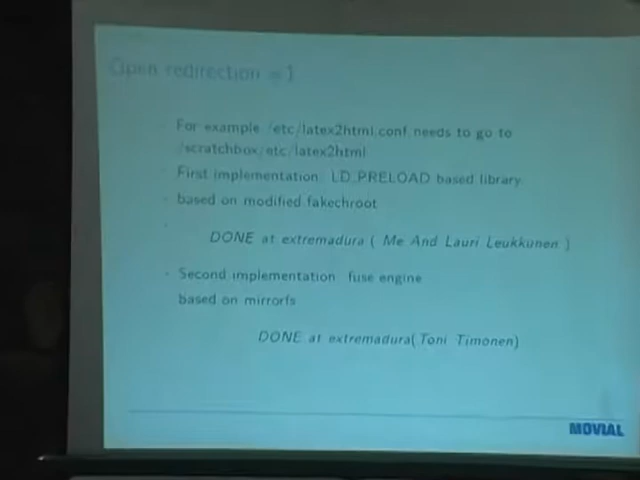 Open redirection #1
For example /etc/latex2html.conf needs to go to
/scratchbox/etc/latex2html
First implementation LD_PRELOAD based library
based on modified fakechroot
DONE at extremadura ( Me And Lauri Leukkunen )
Second implementation fuse engine
based on mirrorfs
DONE at extremadura( Toni Timonen)
MOVIAL